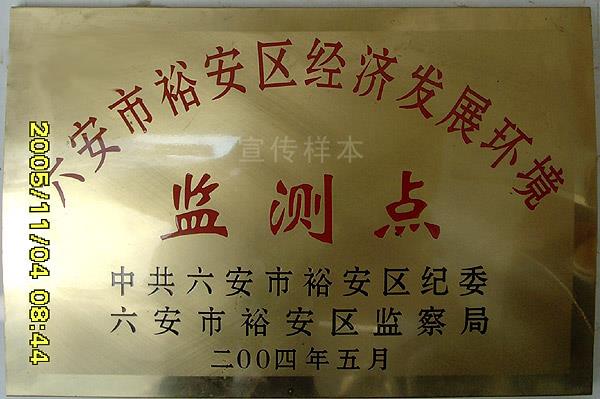 六安市裕安区经济发展环境
宣传样本
监测点
中共六安市裕安区纪委
六安市裕安区监察局
二OO四年五月
2005/11/04 08:44